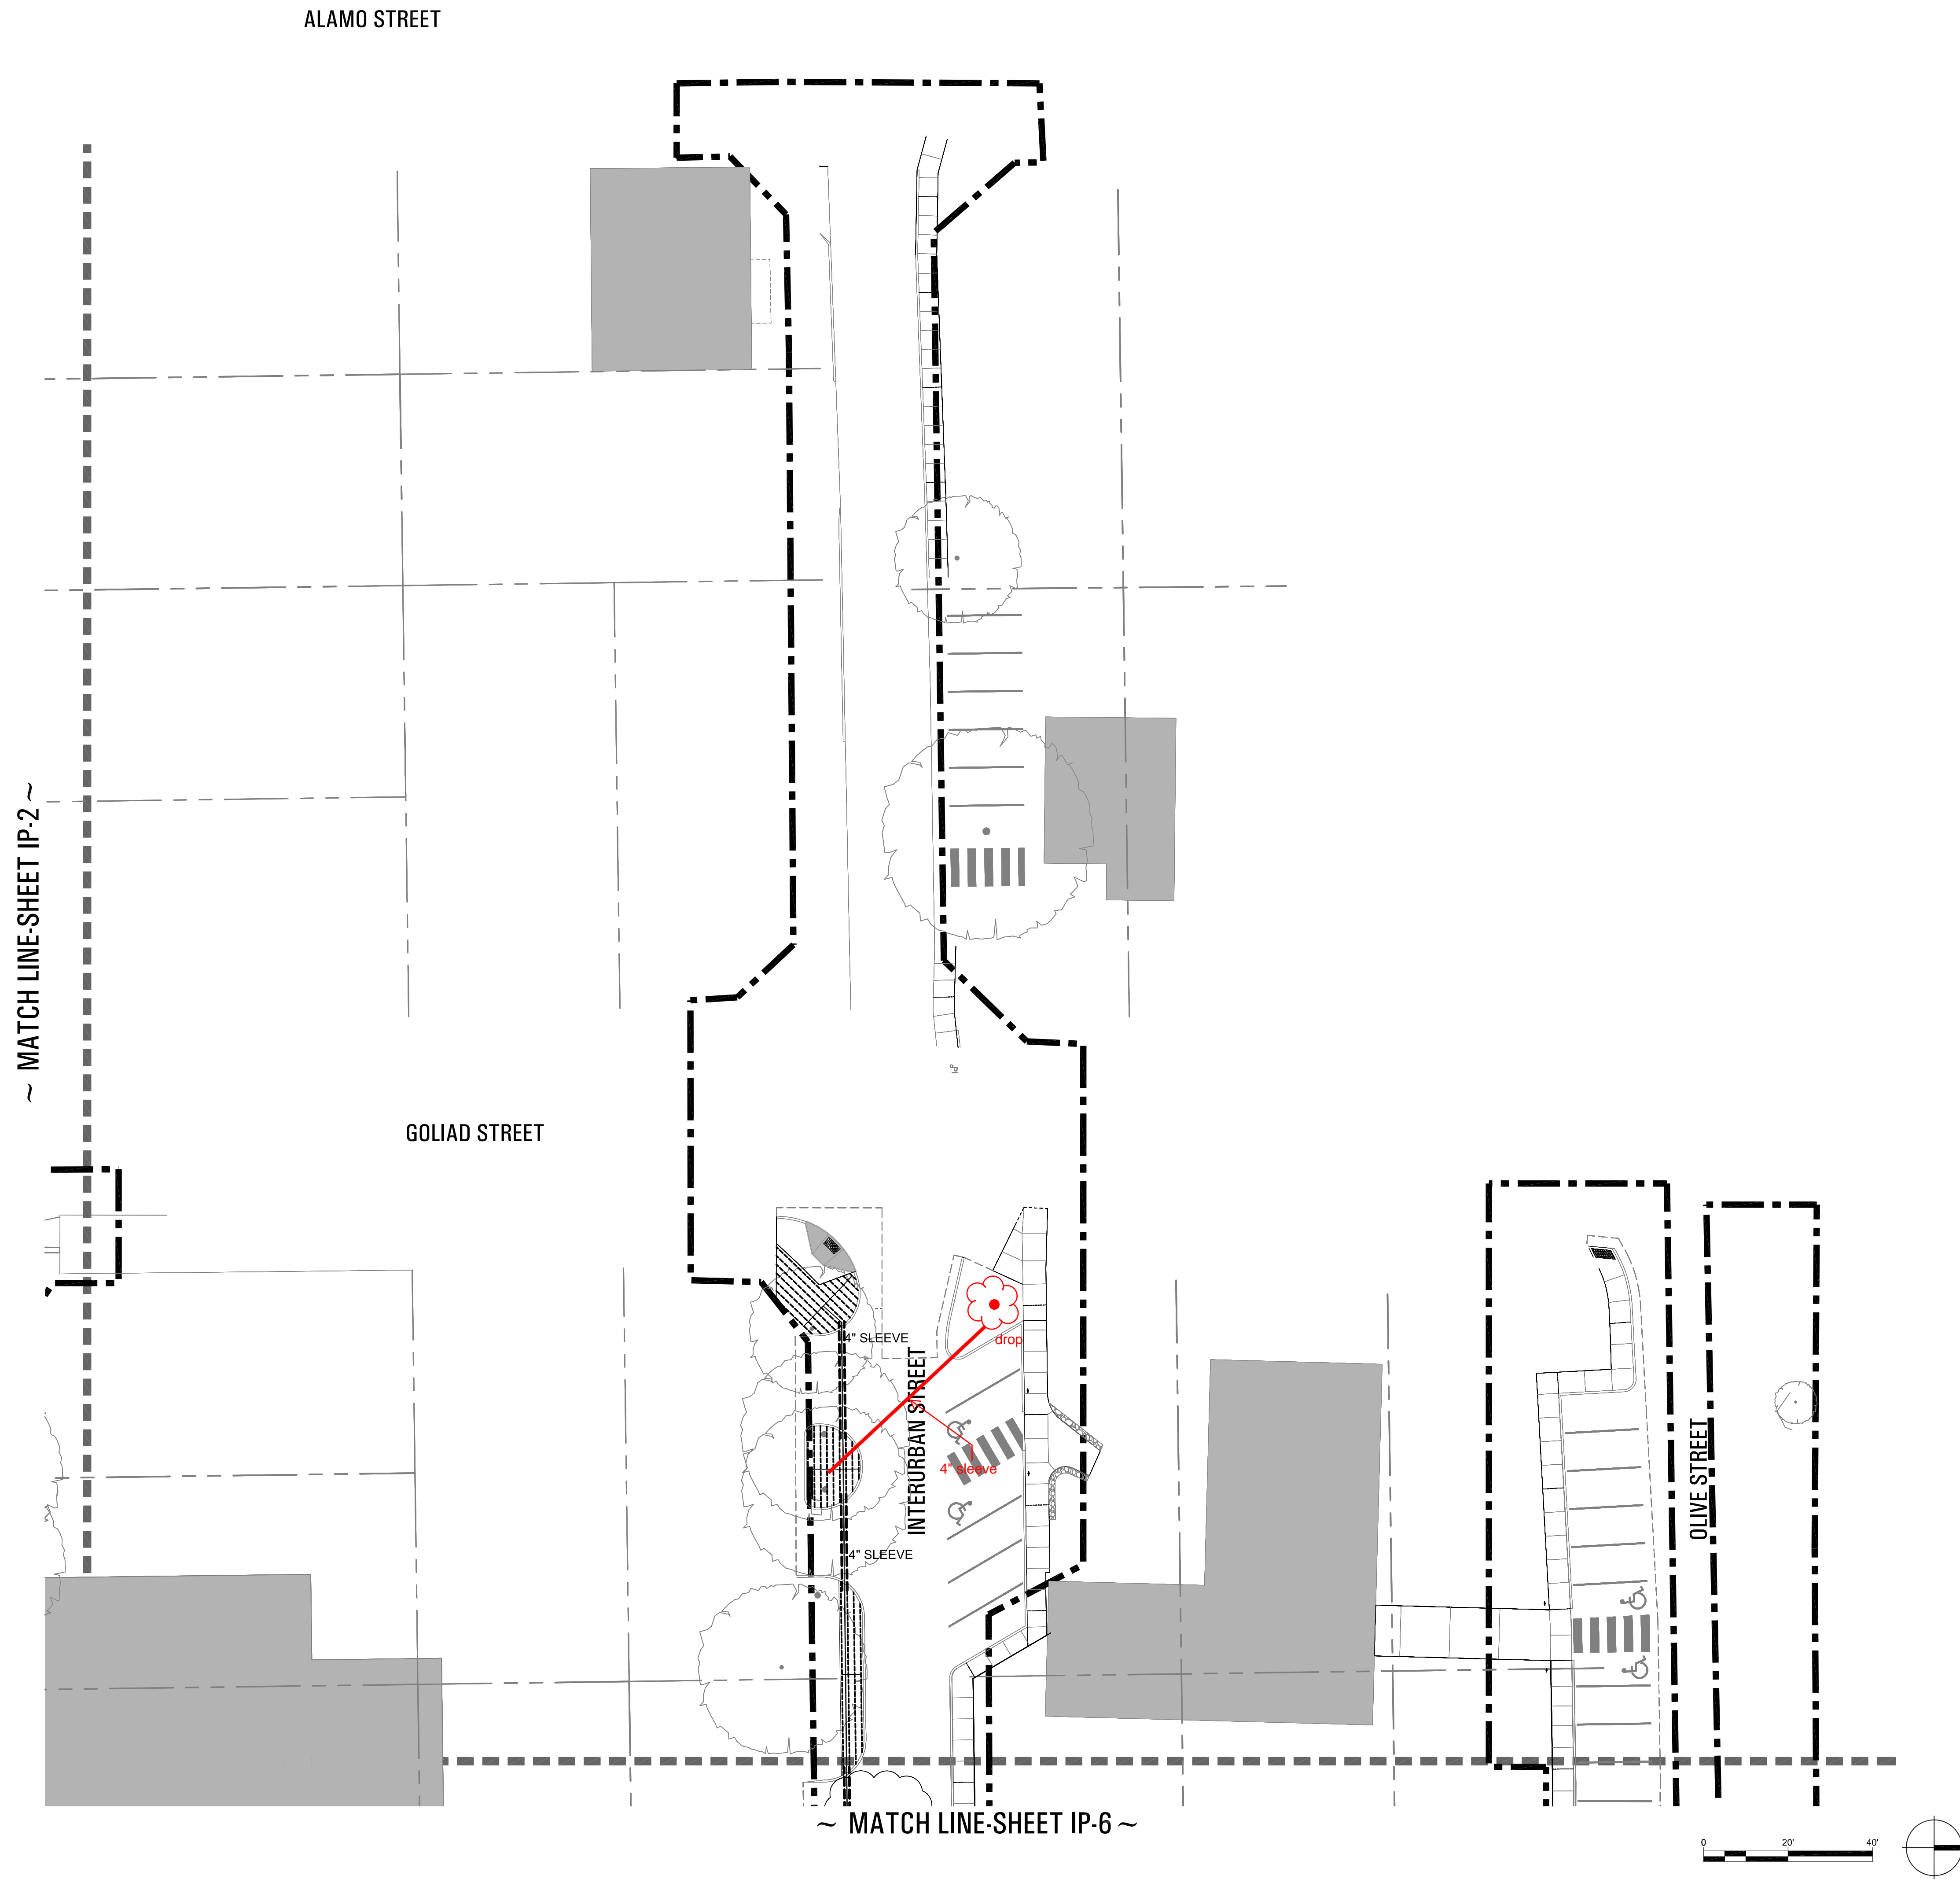 ALAMO STREET
~ MATCH LINE-SHEET IP-2 ~
GOLIAD STREET
4" SLEEVE
drop
INTERURBAN STREET
4" sleeve
4" SLEEVE
OLIVE STREET
~ MATCH LINE-SHEET IP-6 ~
0 20' 40'